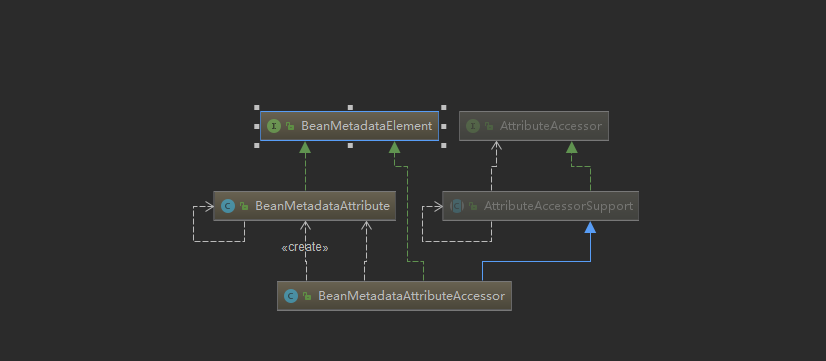 I BeanMetadataElement
I AttributeAccessor
C BeanMetadataAttribute
C AttributeAccessorSupport
«create»
C BeanMetadataAttributeAccessor